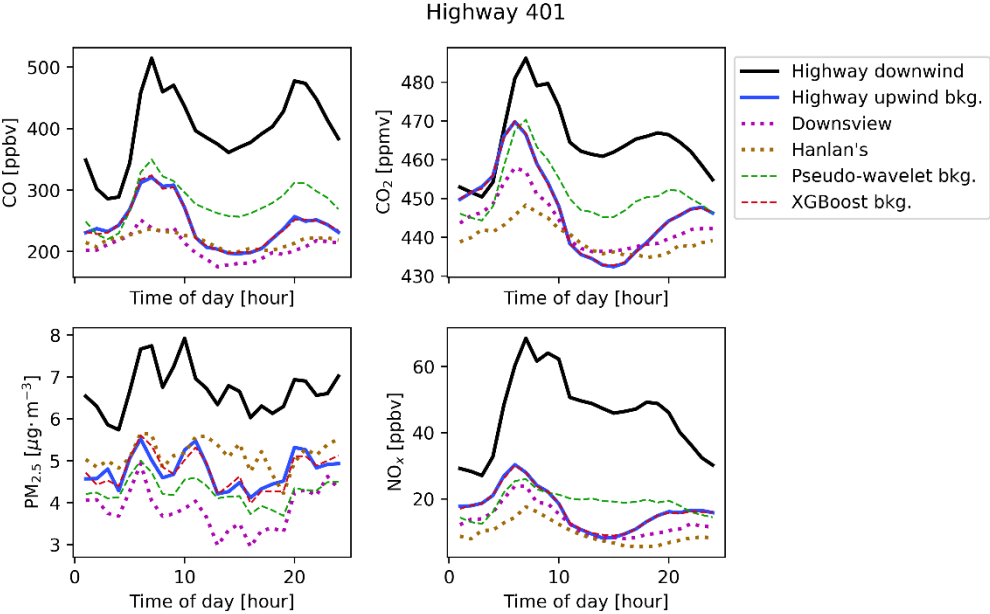 Highway 401
CO [ppbv]
500
400
300
200
Time of day [hour]
CO₂ [ppmv]
480
470
460
450
440
430
Time of day [hour]
Highway downwind
Highway upwind bkg.
Downsview
Hanlan's
Pseudo-wavelet bkg.
XGBoost bkg.
PM₂.₅ [μg·m⁻³]
8
7
6
5
4
3
0
10
20
Time of day [hour]
NOₓ [ppbv]
60
40
20
0
10
20
Time of day [hour]